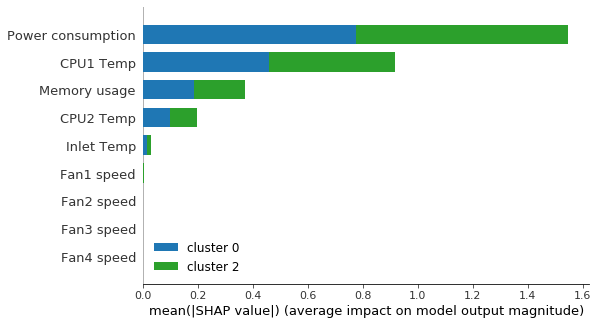 Power consumption
CPU1 Temp
Memory usage
CPU2 Temp
Inlet Temp
Fan1 speed
Fan2 speed
Fan3 speed
Fan4 speed
cluster 0
cluster 2
0.0 0.2 0.4 0.6 0.8 1.0 1.2 1.4 1.6
mean(|SHAP value|) (average impact on model output magnitude)